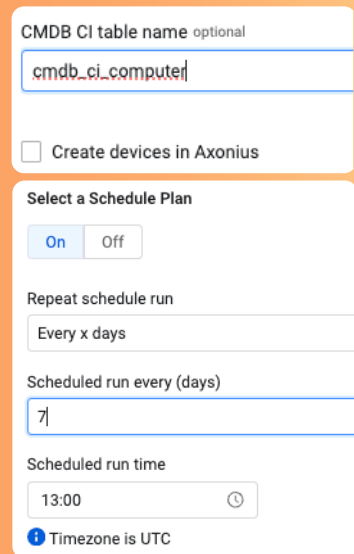 CMDB CI table name optional
cmdb_ci_computer
Create devices in Axonius
Select a Schedule Plan
On Off
Repeat schedule run
Every x days
Scheduled run every (days)
7
Scheduled run time
13:00
Timezone is UTC